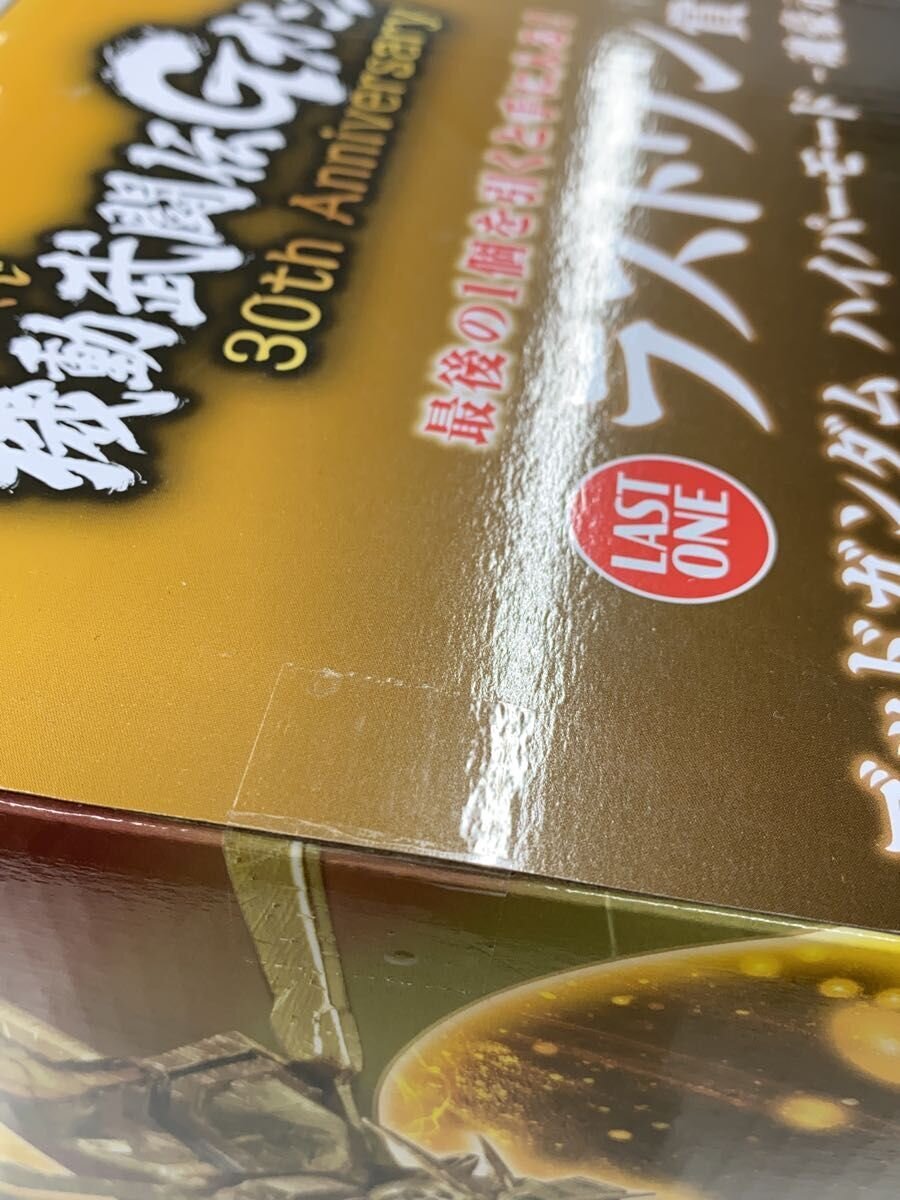 機動武闘伝Gガン
30th Anniversary
最後の1個を引くと手に入る!
ラストワン賞
LAST
ONE
ゴッドガンダム ハイパーモード